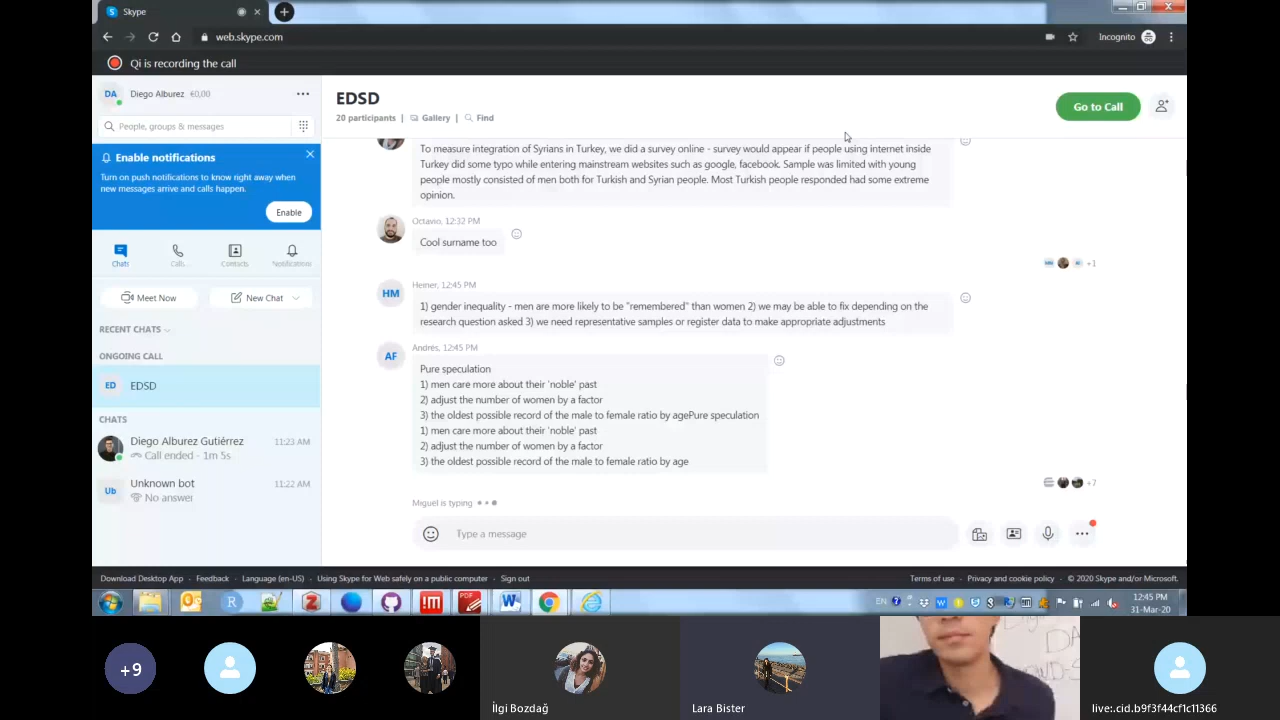 Skype
web.skype.com
Incognito
Qi is recording the call
DA
Diego Alburez €0,00
People, groups & messages
Enable notifications
Turn on push notifications to know right away when
new messages arrive and calls happen.
Enable
Chats
Calls
Contacts
Notifications
Meet Now
New Chat
RECENT CHATS
ONGOING CALL
ED
EDSD
CHATS
Diego Alburez Gutiérrez
11:23 AM
Call ended - 1m 5s
Ub
Unknown bot
11:22 AM
No answer
EDSD
20 participants | Gallery | Find
Go to Call
To measure integration of Syrians in Turkey, we did a survey online - survey would appear if people using internet inside
Turkey did some typo while entering mainstream websites such as google, facebook. Sample was limited with young
people mostly consisted of men both for Turkish and Syrian people. Most Turkish people responded had some extreme
opinion.
Octavio, 12:32 PM
Cool surname too
+1
HM
Heiner, 12:45 PM
1) gender inequality - men are more likely to be "remembered" than women 2) we may be able to fix depending on the
research question asked 3) we need representative samples or register data to make appropriate adjustments
AF
Andrés, 12:45 PM
Pure speculation
1) men care more about their 'noble' past
2) adjust the number of women by a factor
3) the oldest possible record of the male to female ratio by agePure speculation
1) men care more about their 'noble' past
2) adjust the number of women by a factor
3) the oldest possible record of the male to female ratio by age
+7
Miguel is typing
Type a message
Download Desktop App - Feedback - Language (en-US) - Using Skype for Web safely on a public computer - Sign out
Terms of use - Privacy and cookie policy - © 2020 Skype and/or Microsoft.
EN
12:45 PM
31-Mar-20
+9
İlgi Bozdağ
Lara Bister
live:.cid.b9f3f44cf1c11366